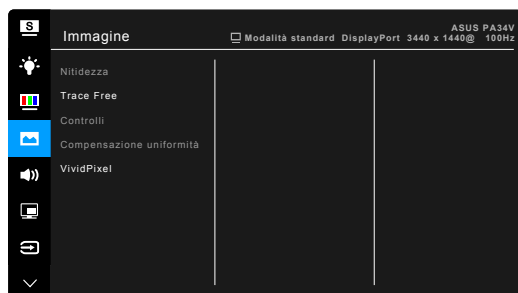 S
ASUS PA34V
Immagine
Modalità standard DisplayPort 3440 x 1440@ 100Hz
Nitidezza
Trace Free
Controlli
Compensazione uniformità
VividPixel